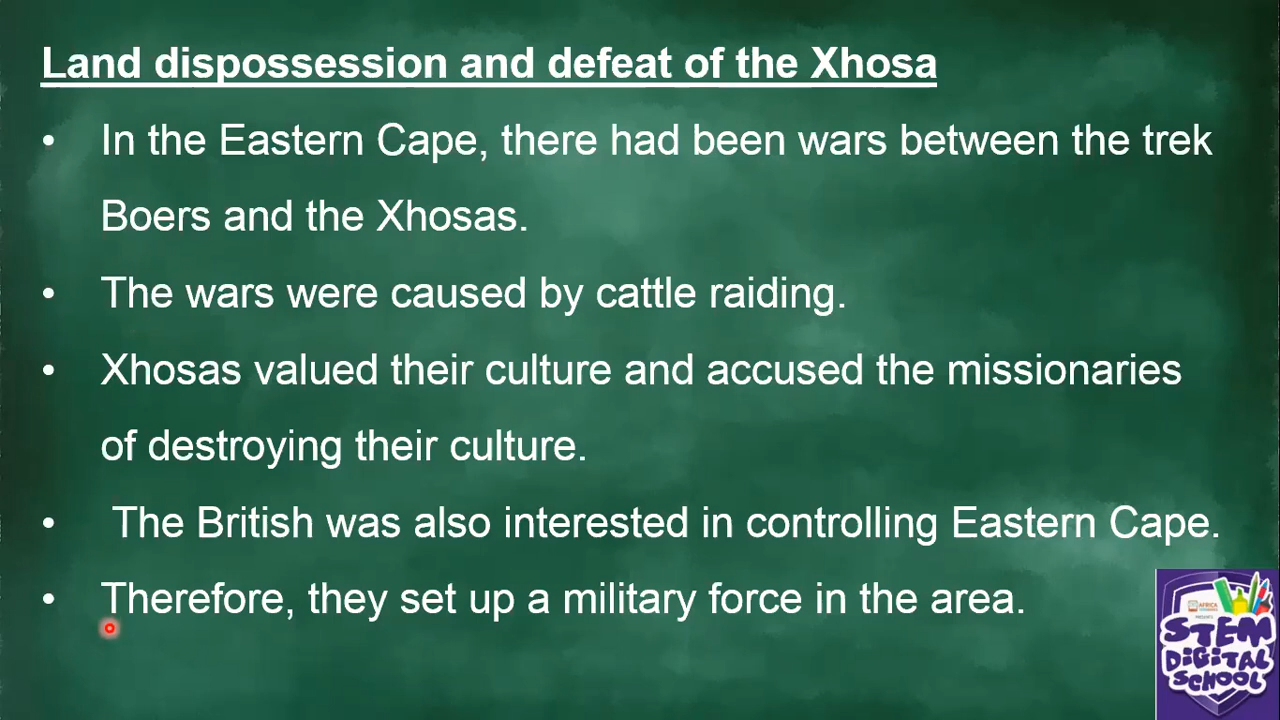 Land dispossession and defeat of the Xhosa
• In the Eastern Cape, there had been wars between the trek
Boers and the Xhosas.
• The wars were caused by cattle raiding.
• Xhosas valued their culture and accused the missionaries
of destroying their culture.
• The British was also interested in controlling Eastern Cape.
• Therefore, they set up a military force in the area.
AFRICA
STEM
DIGITAL
SCHOOL